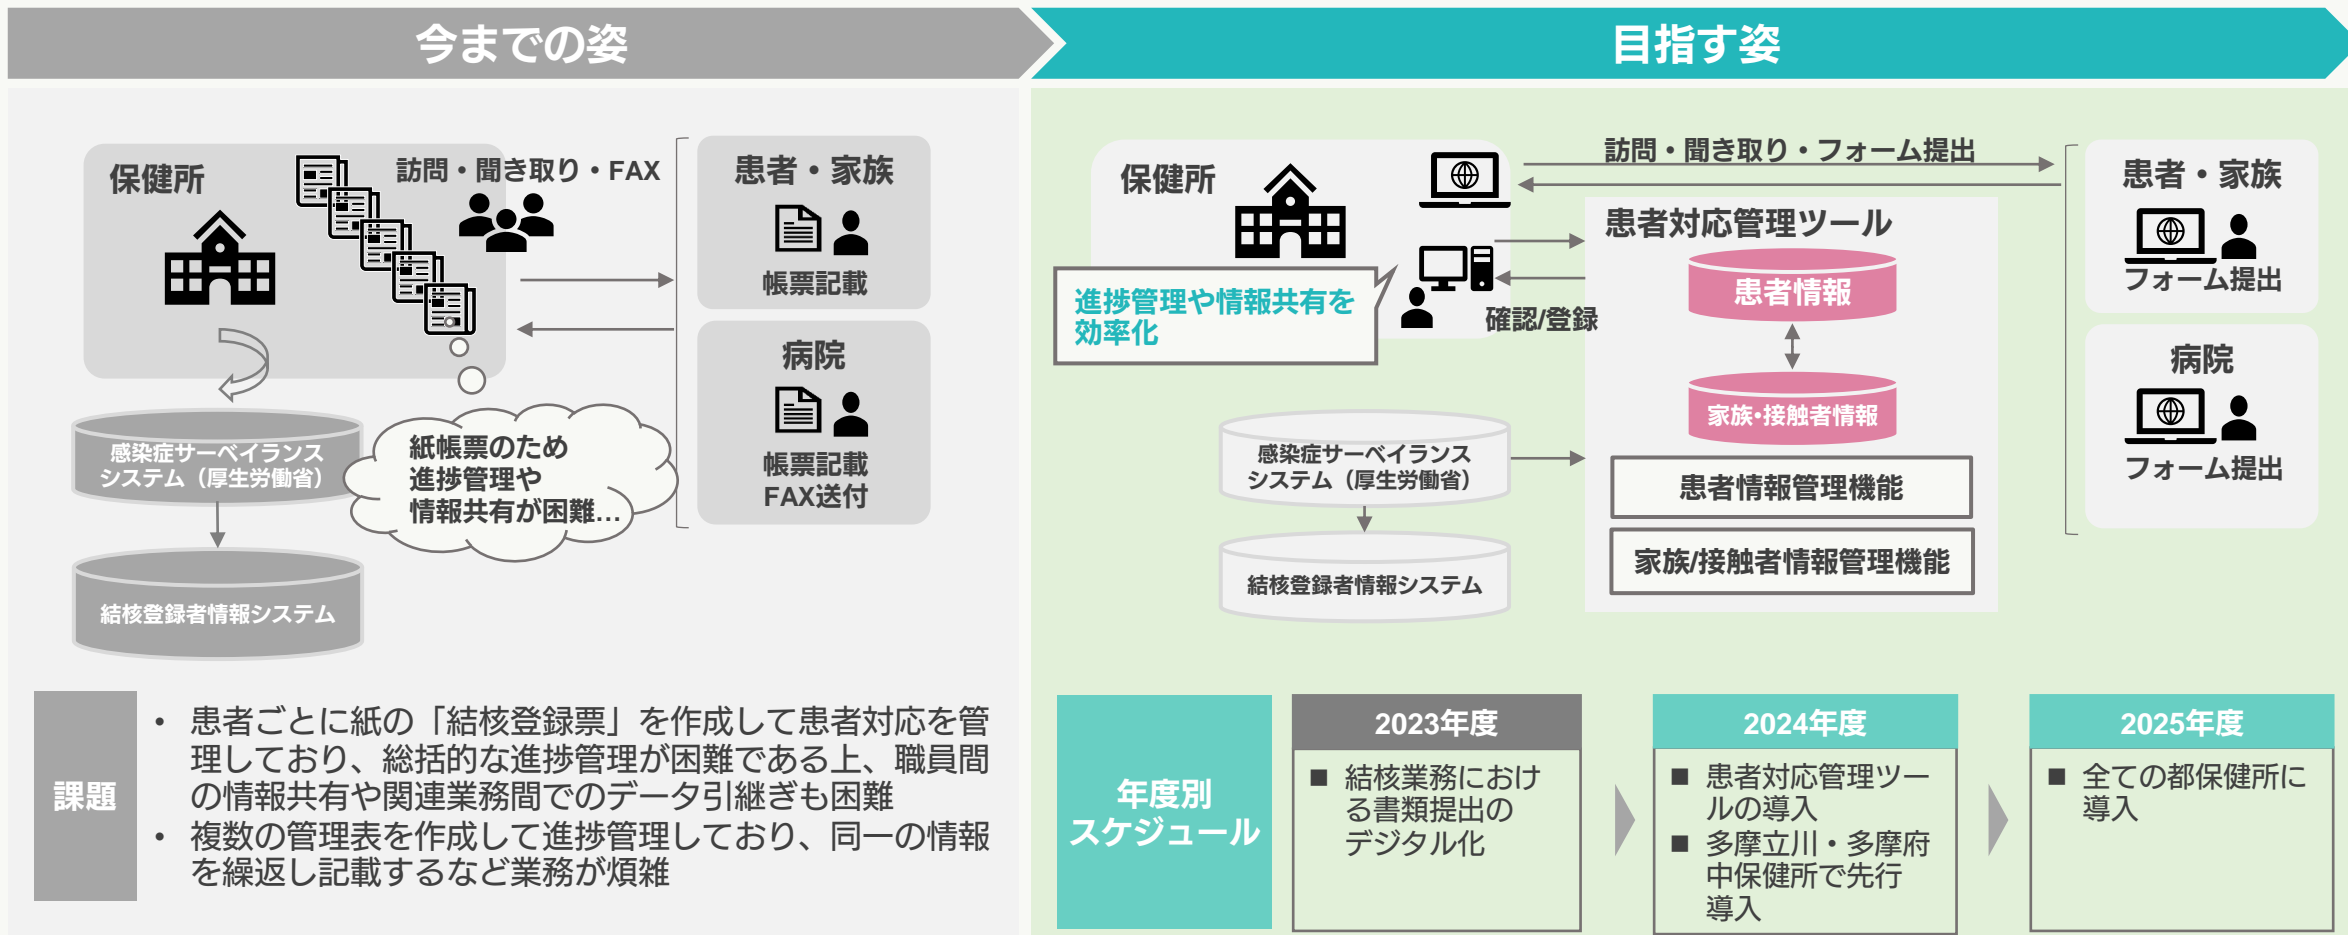 今までの姿
保健所
訪問・聞き取り・FAX
患者・家族
帳票記載
病院
帳票記載
FAX送付
感染症サーベイランス
システム（厚生労働省）
紙帳票のため
進捗管理や
情報共有が困難…
結核登録者情報システム
課題
・ 患者ごとに紙の「結核登録票」を作成して患者対応を管
理しており、総括的な進捗管理が困難である上、職員間
の情報共有や関連業務間でのデータ引継ぎも困難
・ 複数の管理表を作成して進捗管理しており、同一の情報
を繰返し記載するなど業務が煩雑
目指す姿
保健所
訪問・聞き取り・フォーム提出
患者・家族
フォーム提出
病院
フォーム提出
進捗管理や情報共有を
効率化
確認/登録
患者対応管理ツール
患者情報
家族・接触者情報
患者情報管理機能
家族/接触者情報管理機能
感染症サーベイランス
システム（厚生労働省）
結核登録者情報システム
年度別
スケジュール
2023年度
■ 結核業務におけ
る書類提出の
デジタル化
2024年度
■ 患者対応管理ツー
ルの導入
■ 多摩立川・多摩府
中保健所で先行
導入
2025年度
■ 全ての都保健所に
導入